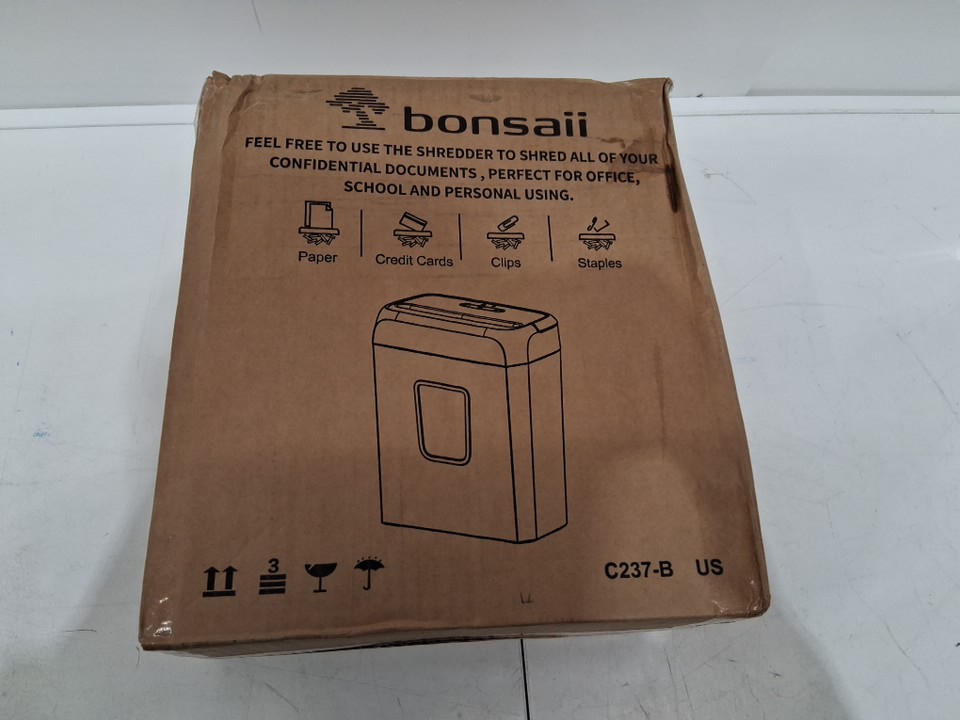 bonsaii
FEEL FREE TO USE THE SHREDDER TO SHRED ALL OF YOUR
CONFIDENTIAL DOCUMENTS , PERFECT FOR OFFICE,
SCHOOL AND PERSONAL USING.
Paper
Credit Cards
Clips
Staples
3
C237-B US